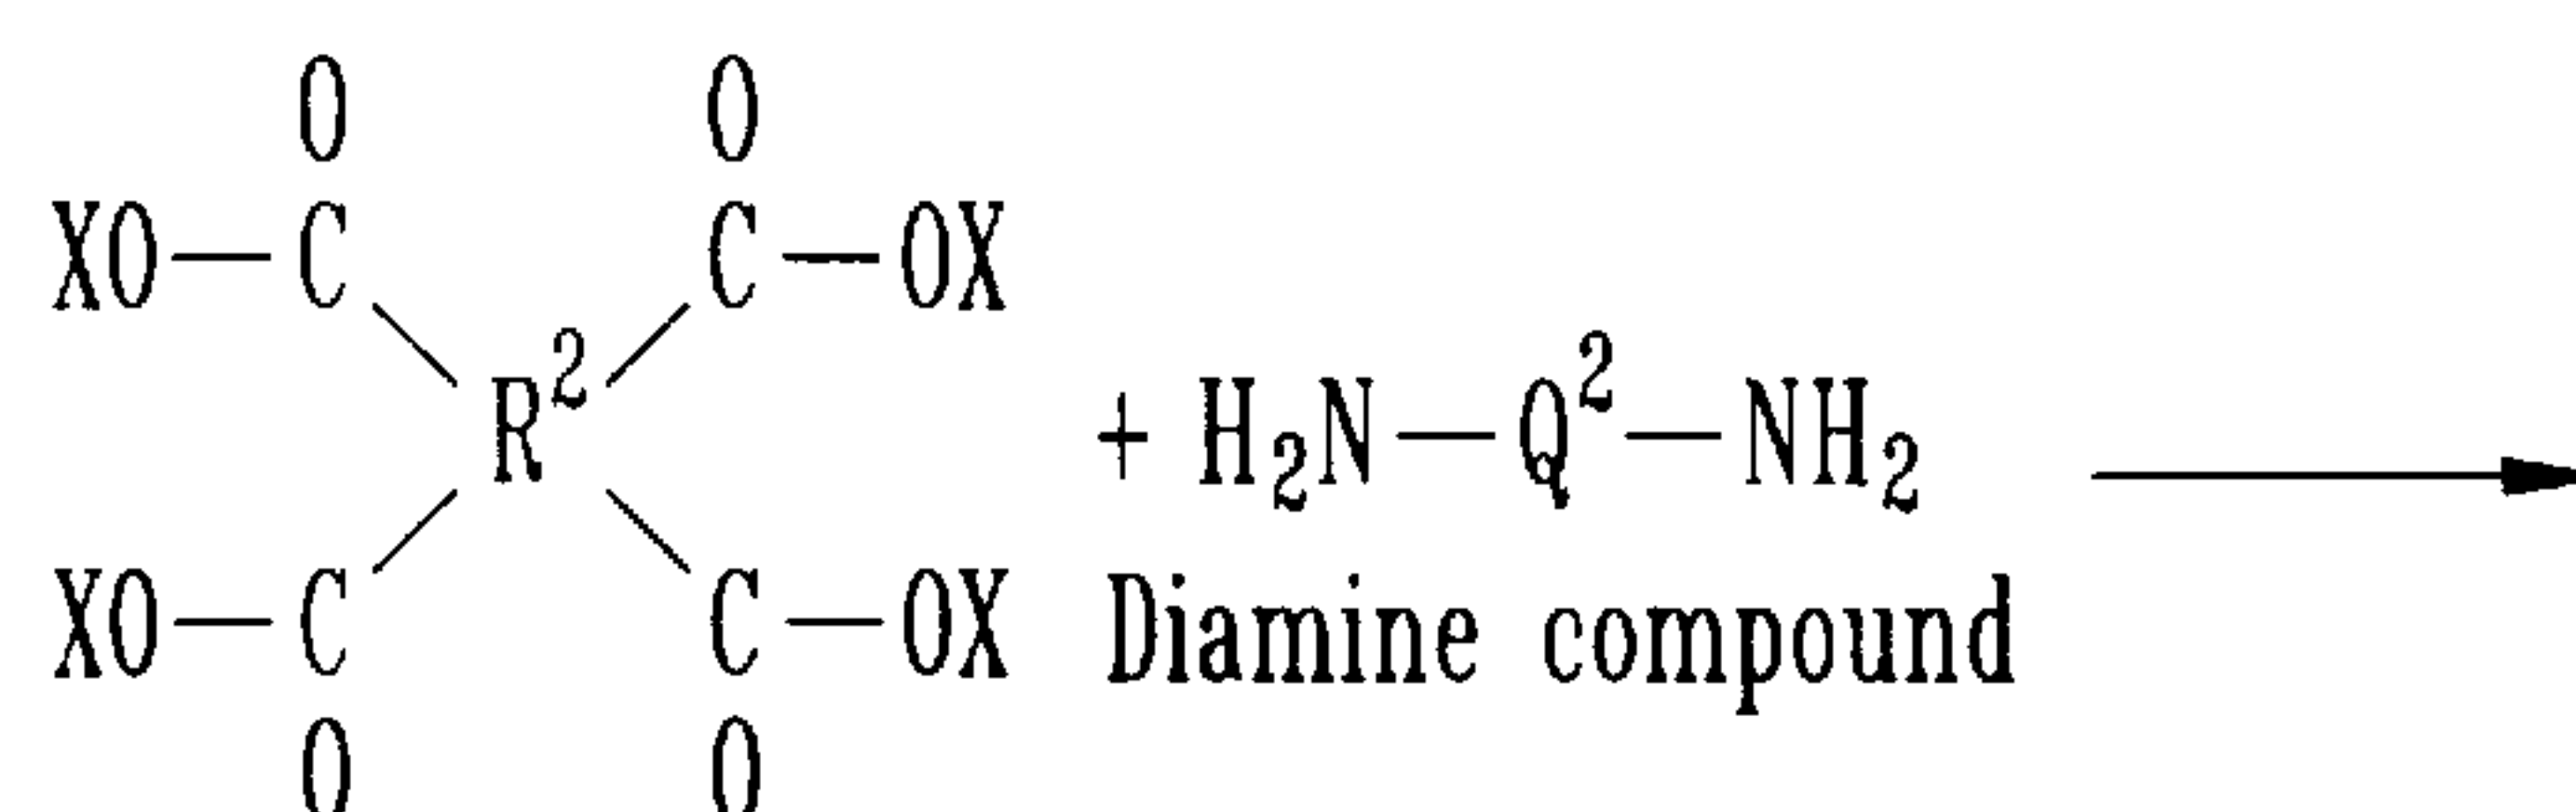 O O
XO—C C—OX
R² + H₂N—Q²—NH₂
XO—C C—OX Diamine compound
O O